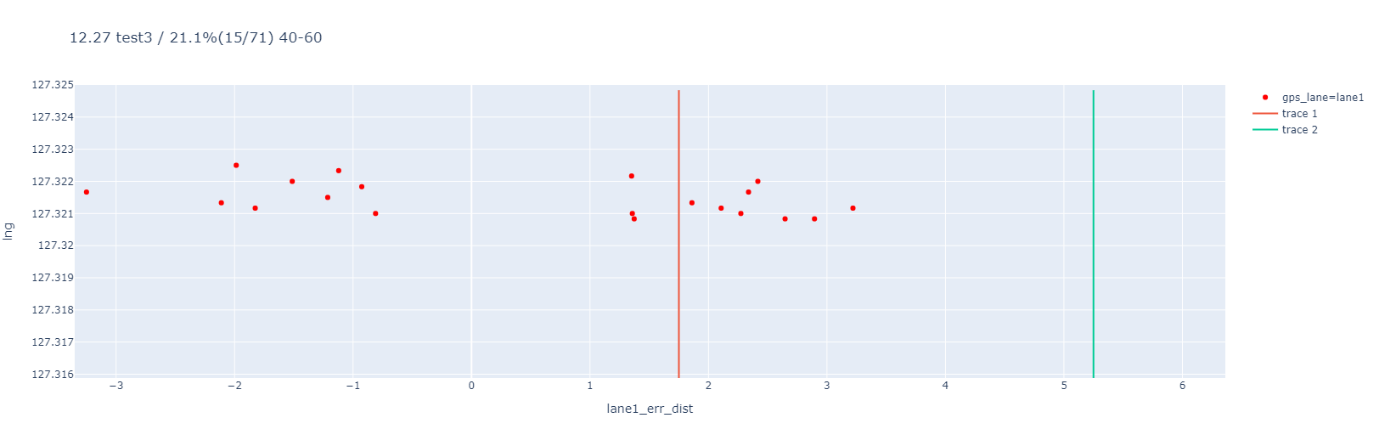 12.27 test3 / 21.1%(15/71) 40-60
127.325
127.324
127.323
127.322
127.321
127.32
127.319
127.318
127.317
127.316
lng
−3 −2 −1 0 1 2 3 4 5 6
lane1_err_dist
gps_lane=lane1
trace 1
trace 2